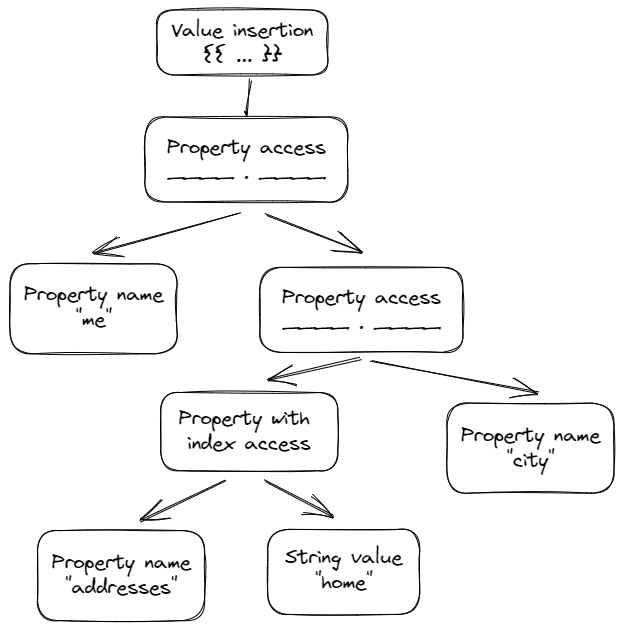 Value insertion
{{ ... }}
Property access
_____ . _____
Property name
"me"
Property access
_____ . _____
Property with
index access
Property name
"city"
Property name
"addresses"
String value
"home"